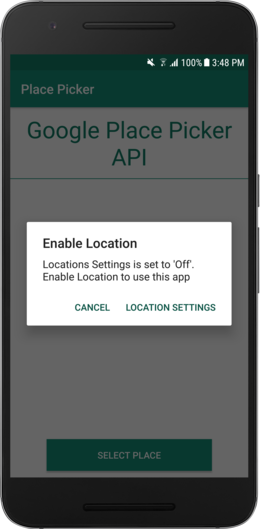 100% 3:48 PM
Place Picker
Google Place Picker
API
Enable Location
Locations Settings is set to 'Off'.
Enable Location to use this app
CANCEL LOCATION SETTINGS
SELECT PLACE